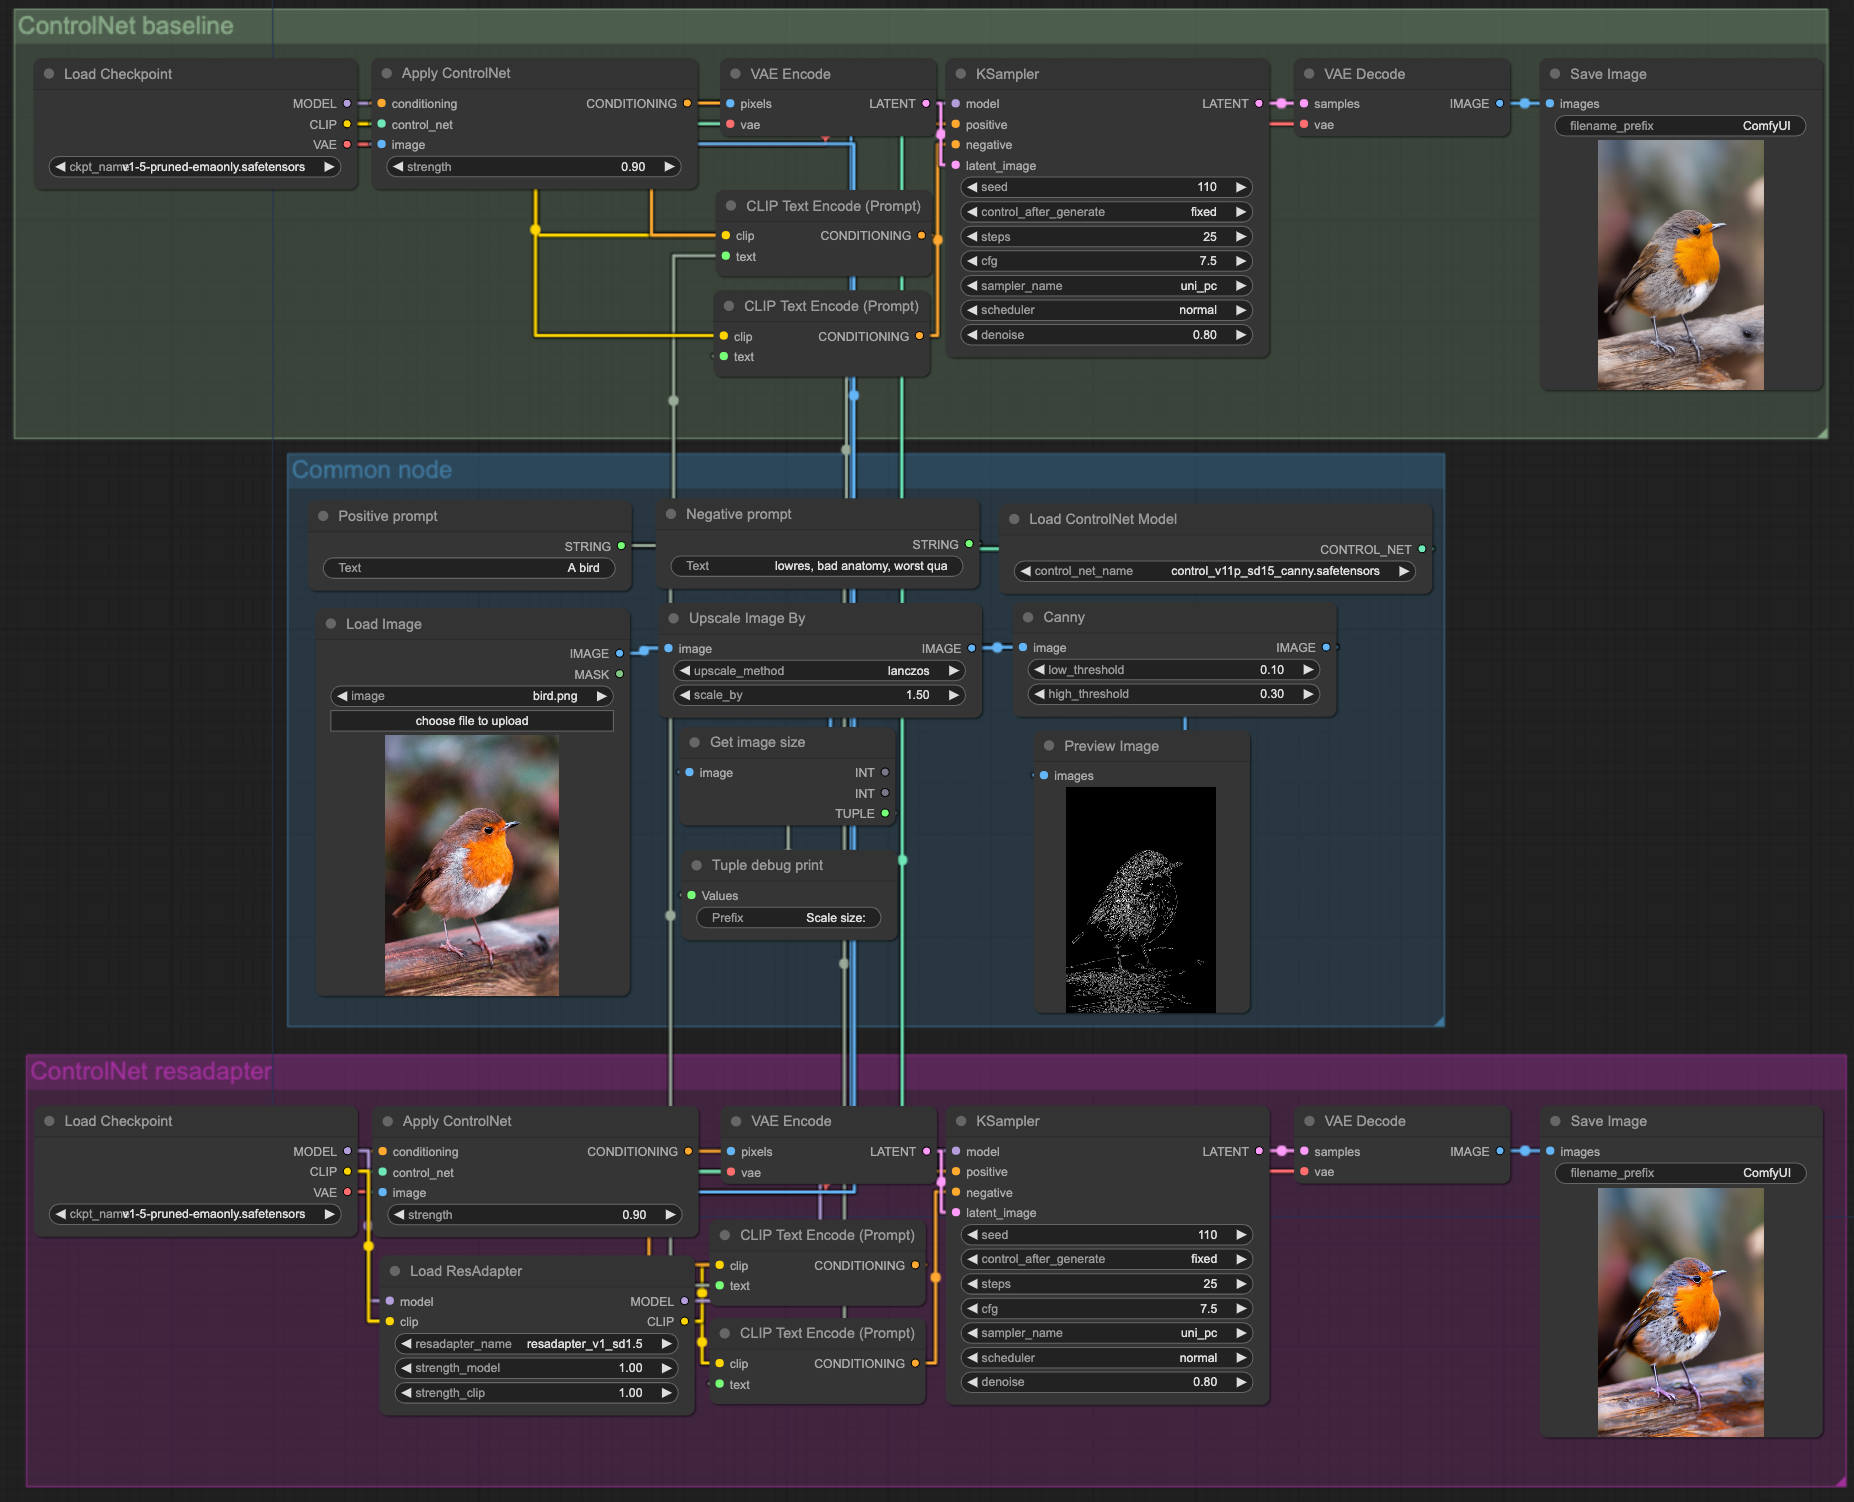 ControlNet baseline
Load Checkpoint
MODEL
CLIP
VAE
ckpt_name v1-5-pruned-emaonly.safetensors
Apply ControlNet
conditioning CONDITIONING
control_net
image
strength 0.90
VAE Encode
pixels LATENT
vae
CLIP Text Encode (Prompt)
clip CONDITIONING
text
CLIP Text Encode (Prompt)
clip CONDITIONING
text
KSampler
model LATENT
positive
negative
latent_image
seed 110
control_after_generate fixed
steps 25
cfg 7.5
sampler_name uni_pc
scheduler normal
denoise 0.80
VAE Decode
samples IMAGE
vae
Save Image
images
filename_prefix ComfyUI
Common node
Positive prompt
STRING
Text A bird
Negative prompt
STRING
Text lowres, bad anatomy, worst qua
Load ControlNet Model
CONTROL_NET
control_net_name control_v11p_sd15_canny.safetensors
Load Image
IMAGE
MASK
image bird.png
choose file to upload
Upscale Image By
image IMAGE
upscale_method lanczos
scale_by 1.50
Canny
image IMAGE
low_threshold 0.10
high_threshold 0.30
Get image size
image INT
INT
TUPLE
Tuple debug print
Values
Prefix Scale size:
Preview Image
images
ControlNet resadapter
Load Checkpoint
MODEL
CLIP
VAE
ckpt_name v1-5-pruned-emaonly.safetensors
Apply ControlNet
conditioning CONDITIONING
control_net
image
strength 0.90
Load ResAdapter
model MODEL
clip CLIP
resadapter_name resadapter_v1_sd1.5
strength_model 1.00
strength_clip 1.00
VAE Encode
pixels LATENT
vae
CLIP Text Encode (Prompt)
clip CONDITIONING
text
CLIP Text Encode (Prompt)
clip CONDITIONING
text
KSampler
model LATENT
positive
negative
latent_image
seed 110
control_after_generate fixed
steps 25
cfg 7.5
sampler_name uni_pc
scheduler normal
denoise 0.80
VAE Decode
samples IMAGE
vae
Save Image
images
filename_prefix ComfyUI